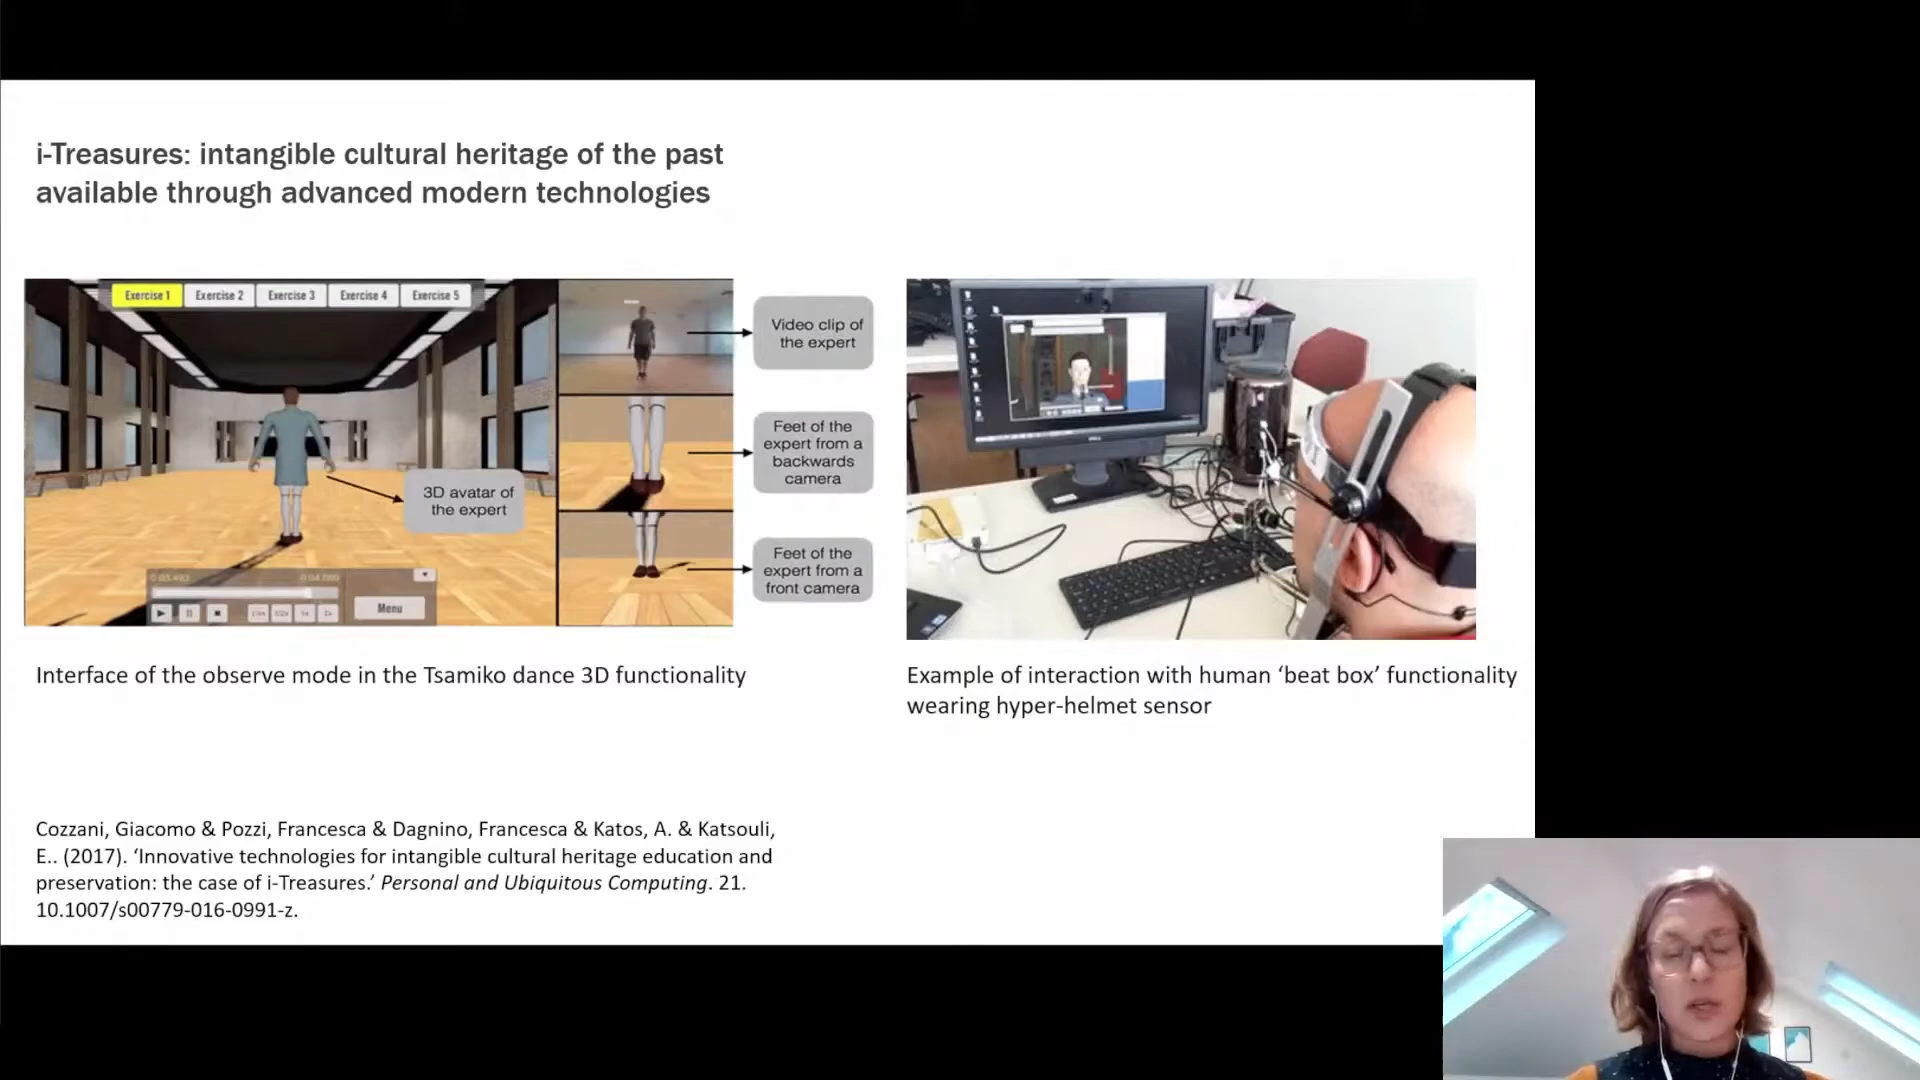 i-Treasures: intangible cultural heritage of the past
available through advanced modern technologies
Exercise 1
Exercise 2
Exercise 3
Exercise 4
Exercise 5
Video clip of
the expert
Feet of the
expert from a
backwards
camera
3D avatar of
the expert
Feet of the
expert from a
front camera
Menu
Interface of the observe mode in the Tsamiko dance 3D functionality
Example of interaction with human ‘beat box’ functionality
wearing hyper-helmet sensor
Cozzani, Giacomo & Pozzi, Francesca & Dagnino, Francesca & Katos, A. & Katsouli,
E.. (2017). ‘Innovative technologies for intangible cultural heritage education and
preservation: the case of i-Treasures.’ Personal and Ubiquitous Computing. 21.
10.1007/s00779-016-0991-z.